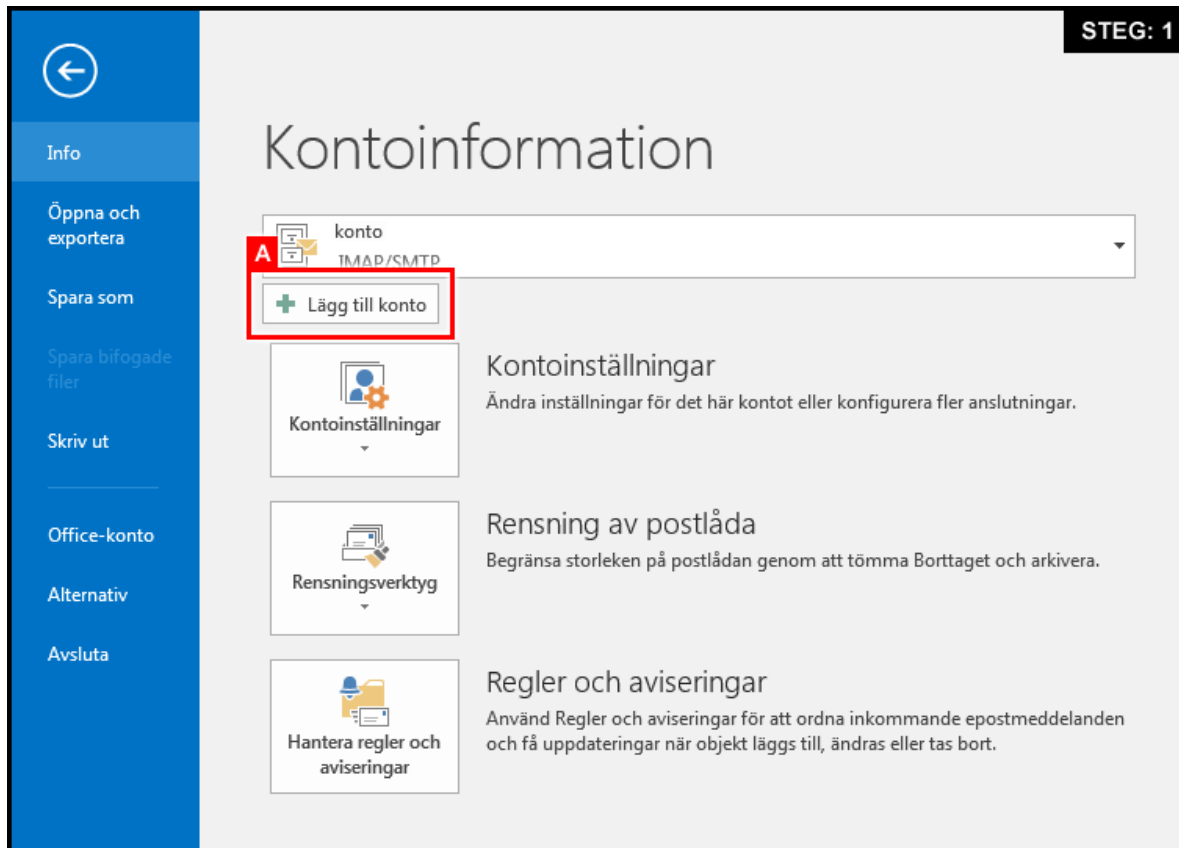 STEG: 1
Info
Öppna och
exportera
Spara som
Spara bifogade
filer
Skriv ut
Office-konto
Alternativ
Avsluta
Kontoinformation
konto
IMAP/SMTP
A
Lägg till konto
Kontoinställningar
Kontoinställningar
Ändra inställningar för det här kontot eller konfigurera fler anslutningar.
Rensningsverktyg
Rensning av postlåda
Begränsa storleken på postlådan genom att tömma Borttaget och arkivera.
Hantera regler och
aviseringar
Regler och aviseringar
Använd Regler och aviseringar för att ordna inkommande epostmeddelanden
och få uppdateringar när objekt läggs till, ändras eller tas bort.